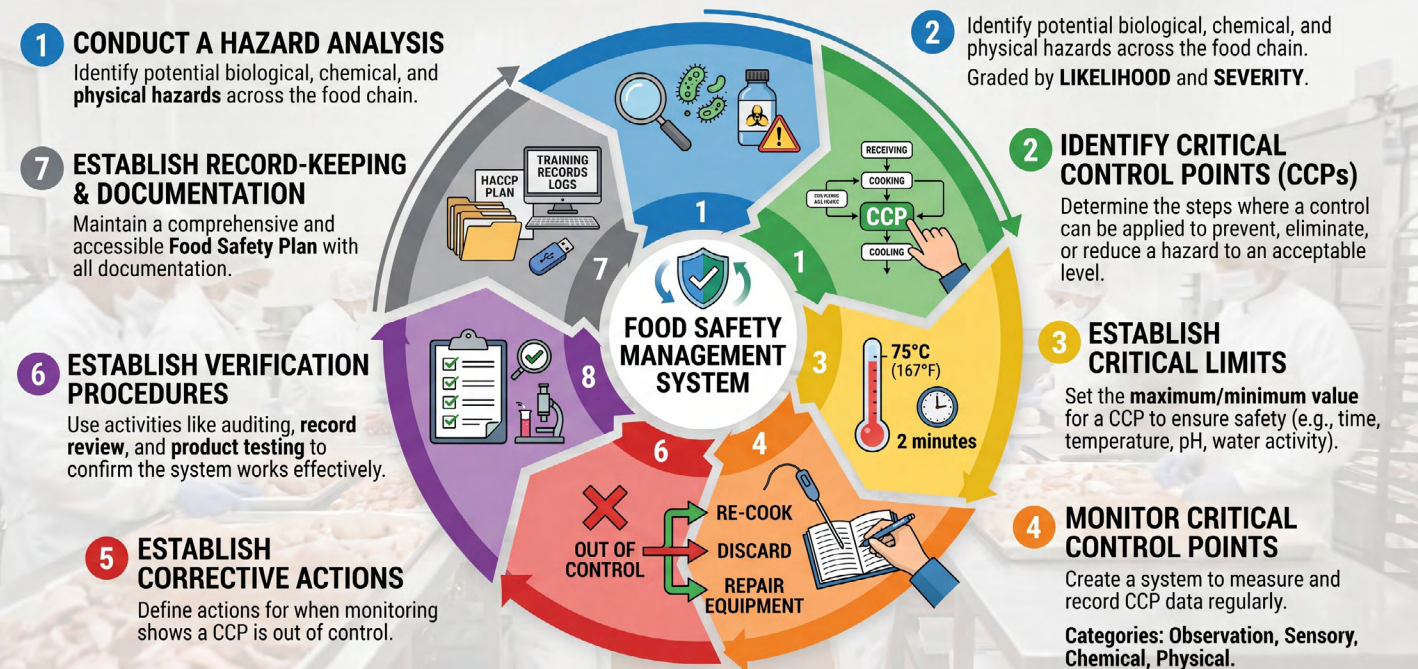 1 CONDUCT A HAZARD ANALYSIS
Identify potential biological, chemical, and
physical hazards across the food chain.
2 Identify potential biological, chemical, and
physical hazards across the food chain.
Graded by LIKELIHOOD and SEVERITY.
7 ESTABLISH RECORD-KEEPING
& DOCUMENTATION
Maintain a comprehensive and
accessible Food Safety Plan with
all documentation.
2 IDENTIFY CRITICAL
CONTROL POINTS (CCPs)
Determine the steps where a control
can be applied to prevent, eliminate,
or reduce a hazard to an acceptable
level.
6 ESTABLISH VERIFICATION
PROCEDURES
Use activities like auditing, record
review, and product testing to
confirm the system works effectively.
3 ESTABLISH
CRITICAL LIMITS
Set the maximum/minimum value
for a CCP to ensure safety (e.g., time,
temperature, pH, water activity).
5 ESTABLISH
CORRECTIVE ACTIONS
Define actions for when monitoring
shows a CCP is out of control.
4 MONITOR CRITICAL
CONTROL POINTS
Create a system to measure and
record CCP data regularly.
Categories: Observation, Sensory,
Chemical, Physical.
1
RECEIVING
COOKING
CCP
COOLING
1
3
75°C
(167°F)
2 minutes
4
6
OUT OF
CONTROL
RE-COOK
DISCARD
REPAIR
EQUIPMENT
8
7
HACCP
PLAN
TRAINING
RECORDS
LOGS
FOOD SAFETY
MANAGEMENT
SYSTEM